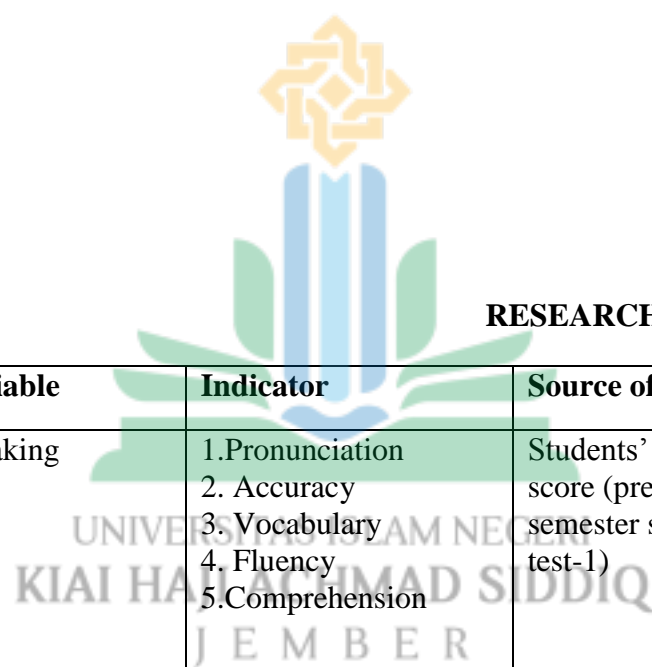 RESEARCH
iable Indicator Source of
aking
1.Pronunciation
2. Accuracy
3. Vocabulary
4. Fluency
5.Comprehension
Students’
score (pre
semester s
test-1)
UNIVERSITAS ISLAM NEGERI
KIAI HAJI ACHMAD SIDDIQ
JEMBER